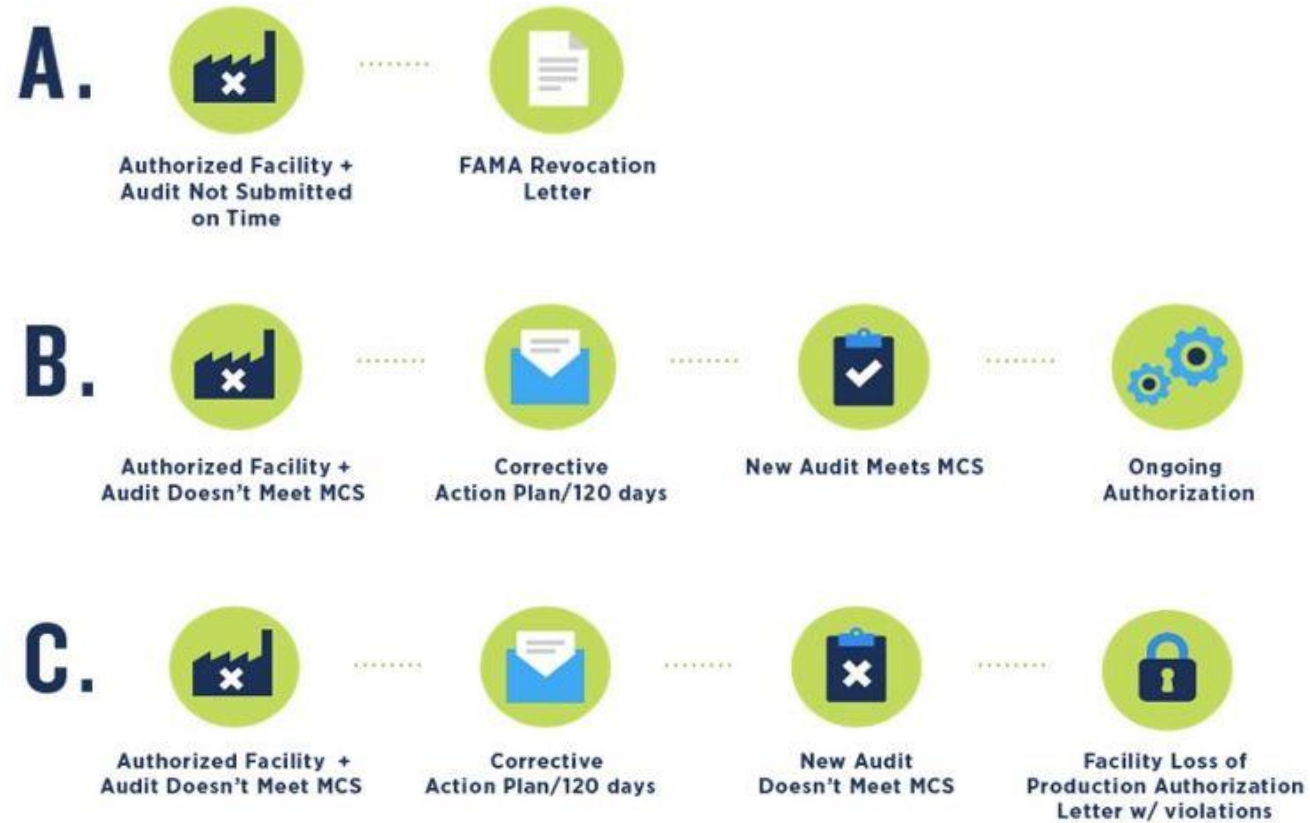 A.
Authorized Facility +
Audit Not Submitted
on Time
FAMA Revocation
Letter
B.
Authorized Facility +
Audit Doesn't Meet MCS
Corrective
Action Plan/120 days
New Audit Meets MCS
Ongoing
Authorization
C.
Authorized Facility +
Audit Doesn't Meet MCS
Corrective
Action Plan/120 days
New Audit
Doesn't Meet MCS
Facility Loss of
Production Authorization
Letter w/ violations